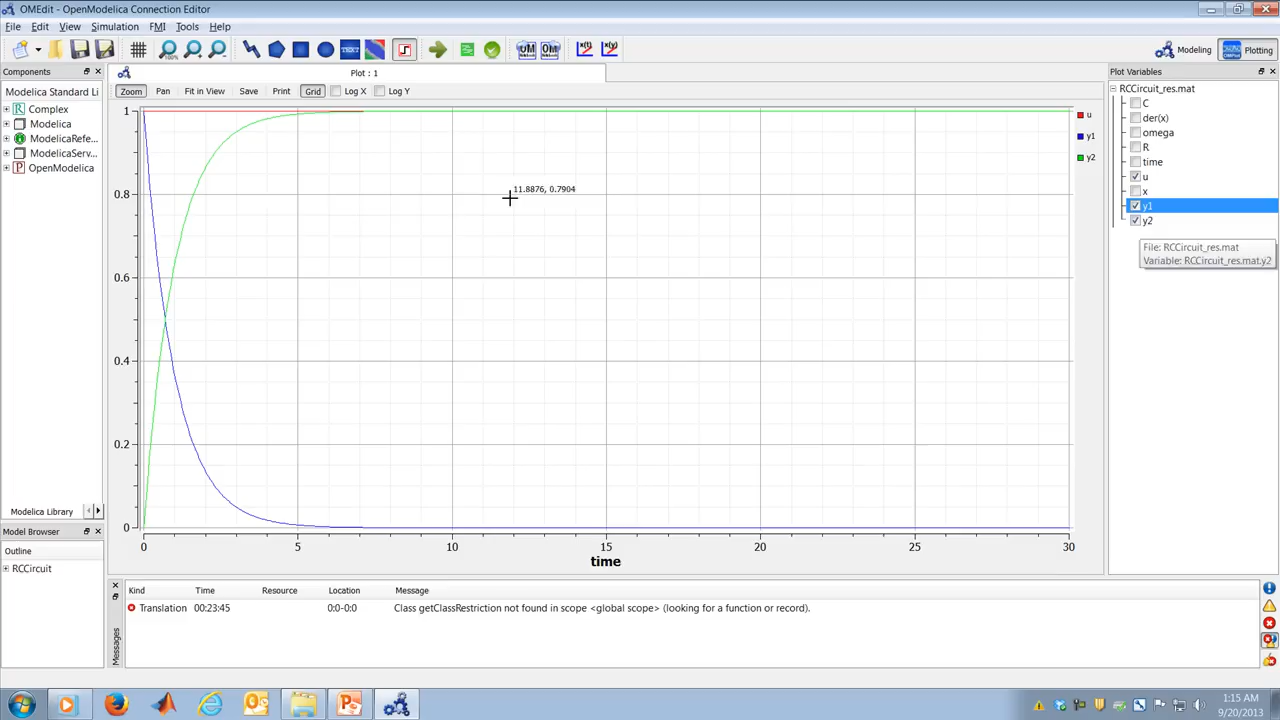 OMEdit - OpenModelica Connection Editor
File Edit View Simulation FMI Tools Help
100%
TEXT
OM OM
x(t) x(y)
Modeling
Plotting
Components
Modelica Standard Li
Complex
Modelica
ModelicaRefe...
ModelicaServ...
OpenModelica
Modelica Library
Model Browser
Outline
RCCircuit
Plot : 1
Zoom Pan Fit in View Save Print Grid Log X Log Y
1
0.8
0.6
0.4
0.2
0
11.8876, 0.7904
0 5 10 15 20 25 30
time
u
y1
y2
Plot Variables
RCCircuit_res.mat
C
der(x)
omega
R
time
u
x
y1
y2
File: RCCircuit_res.mat
Variable: RCCircuit_res.mat.y2
Messages
Kind Time Resource Location Message
Translation 00:23:45 0:0-0:0 Class getClassRestriction not found in scope <global scope> (looking for a function or record).
1:15 AM
9/20/2013